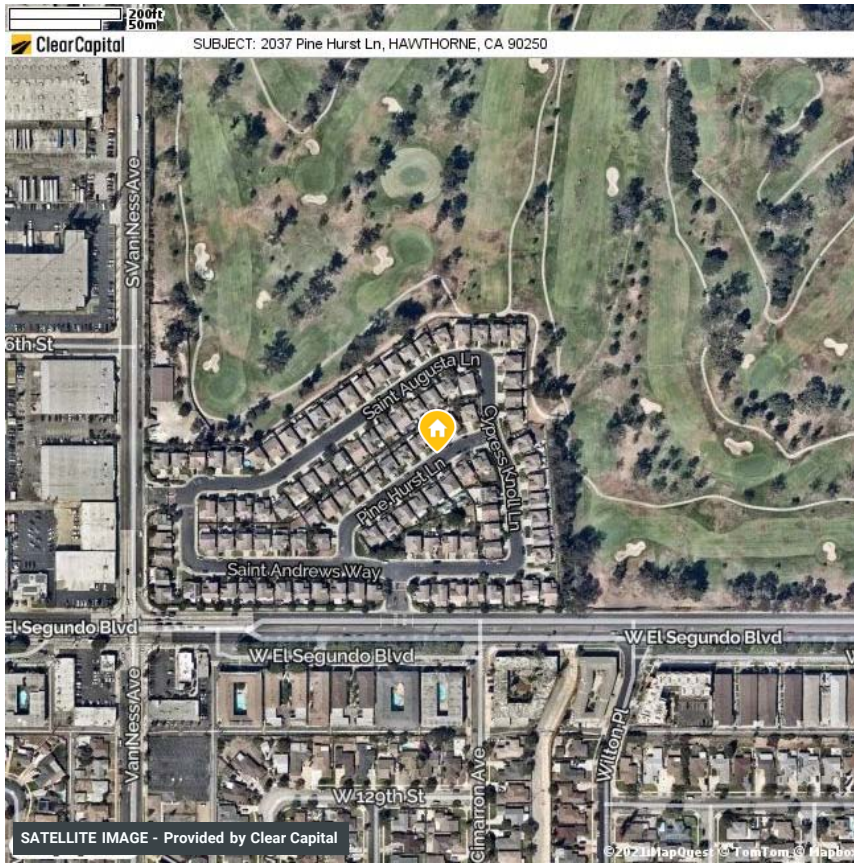 200ft
50m
ClearCapital
SUBJECT: 2037 Pine Hurst Ln, HAWTHORNE, CA 90250
S Van Ness Ave
6th St
Saint Augusta Ln
Cypress Knoll Ln
Pine Hurst Ln
Saint Andrews Way
El Segundo Blvd
W El Segundo Blvd
W El Segundo Blvd
W
Van Ness Ave
Cimarron Ave
Wilton Pl
W 129th St
SATELLITE IMAGE - Provided by Clear Capital
©2021 MapQuest © TomTom © Mapbo